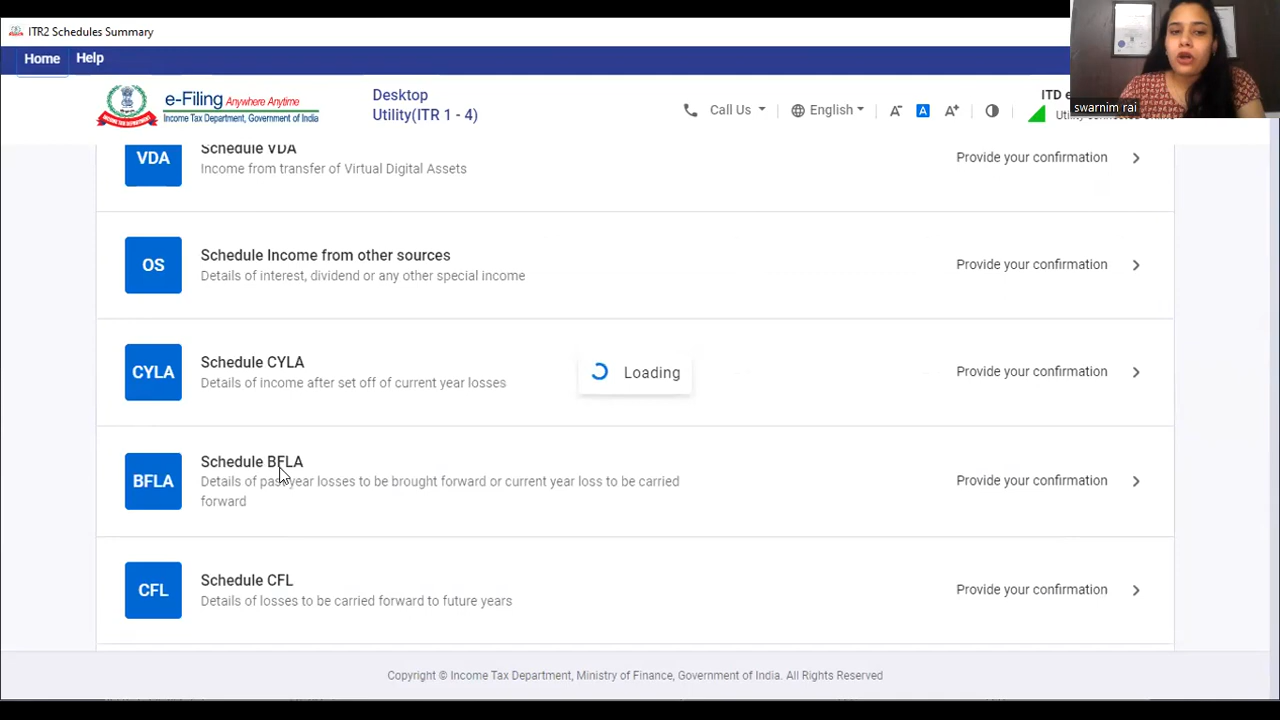 ITR2 Schedules Summary
Home Help
e-Filing Anywhere Anytime
Income Tax Department, Government of India
Desktop
Utility(ITR 1 - 4)
Call Us
English
A-
A
A+
swarnim rai
VDA
Schedule VDA
Income from transfer of Virtual Digital Assets
Provide your confirmation
OS
Schedule Income from other sources
Details of interest, dividend or any other special income
Provide your confirmation
CYLA
Schedule CYLA
Details of income after set off of current year losses
Loading
Provide your confirmation
BFLA
Schedule BFLA
Details of past year losses to be brought forward or current year loss to be carried
forward
Provide your confirmation
CFL
Schedule CFL
Details of losses to be carried forward to future years
Provide your confirmation
Copyright © Income Tax Department, Ministry of Finance, Government of India. All Rights Reserved